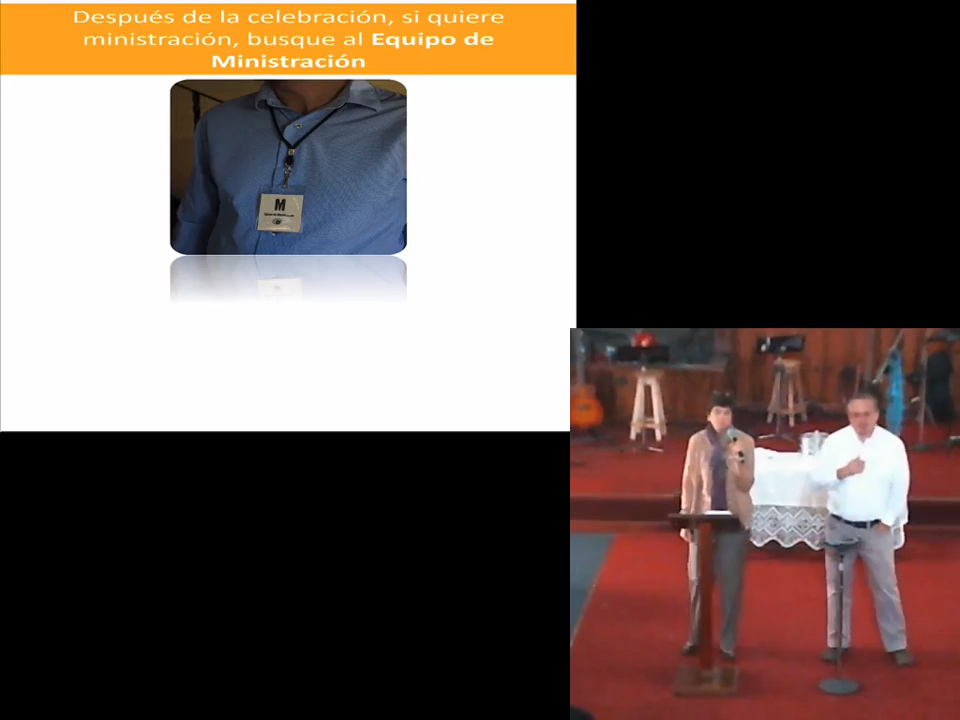 Después de la celebración, si quiere
ministración, busque al Equipo de
Ministración
M